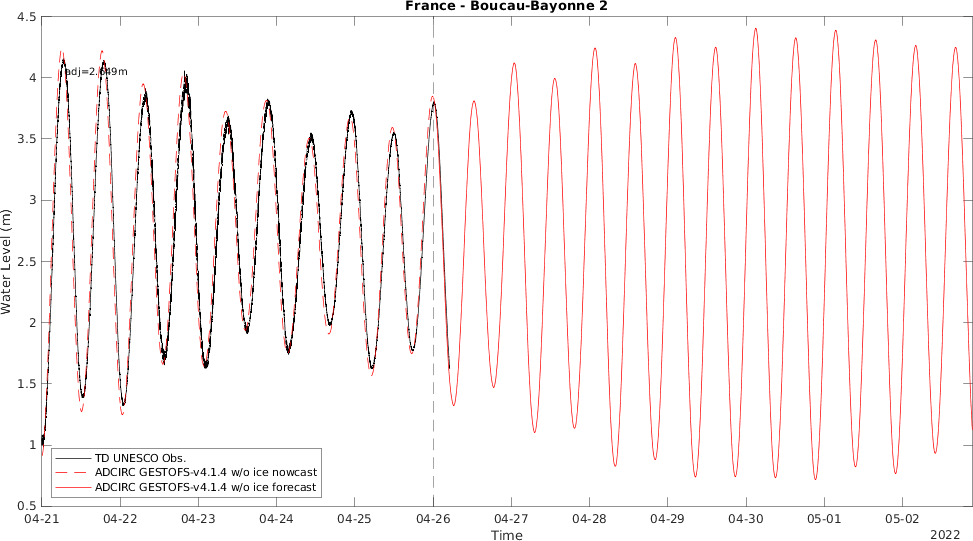 France - Boucau-Bayonne 2
4.5
4
3.5
3
2.5
2
1.5
1
0.5
Water Level (m)
TD UNESCO Obs.
ADCIRC GESTOFS-v4.1.4 w/o ice nowcast
ADCIRC GESTOFS-v4.1.4 w/o ice forecast
04-21 04-22 04-23 04-24 04-25 04-26 04-27 04-28 04-29 04-30 05-01 05-02
Time
2022